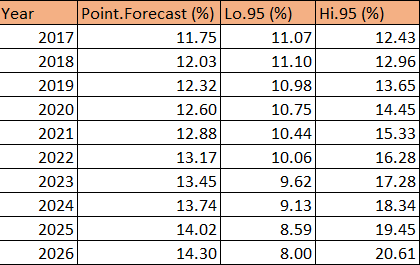 Year Point.Forecast (%) Lo.95 (%) Hi.95 (%)
2017 11.75 11.07 12.43
2018 12.03 11.10 12.96
2019 12.32 10.98 13.65
2020 12.60 10.75 14.45
2021 12.88 10.44 15.33
2022 13.17 10.06 16.28
2023 13.45 9.62 17.28
2024 13.74 9.13 18.34
2025 14.02 8.59 19.45
2026 14.30 8.00 20.61